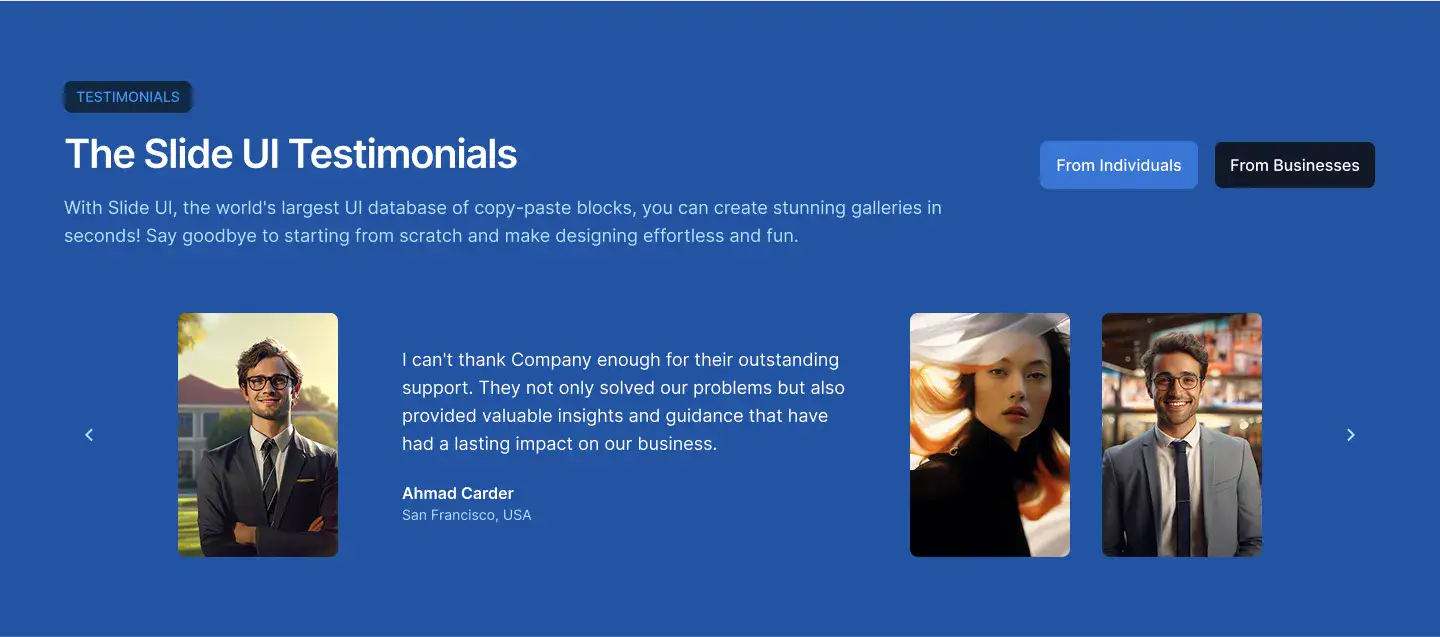 TESTIMONIALS
The Slide UI Testimonials
From Individuals
From Businesses
With Slide UI, the world's largest UI database of copy-paste blocks, you can create stunning galleries in
seconds! Say goodbye to starting from scratch and make designing effortless and fun.
I can't thank Company enough for their outstanding
support. They not only solved our problems but also
provided valuable insights and guidance that have
had a lasting impact on our business.
Ahmad Carder
San Francisco, USA